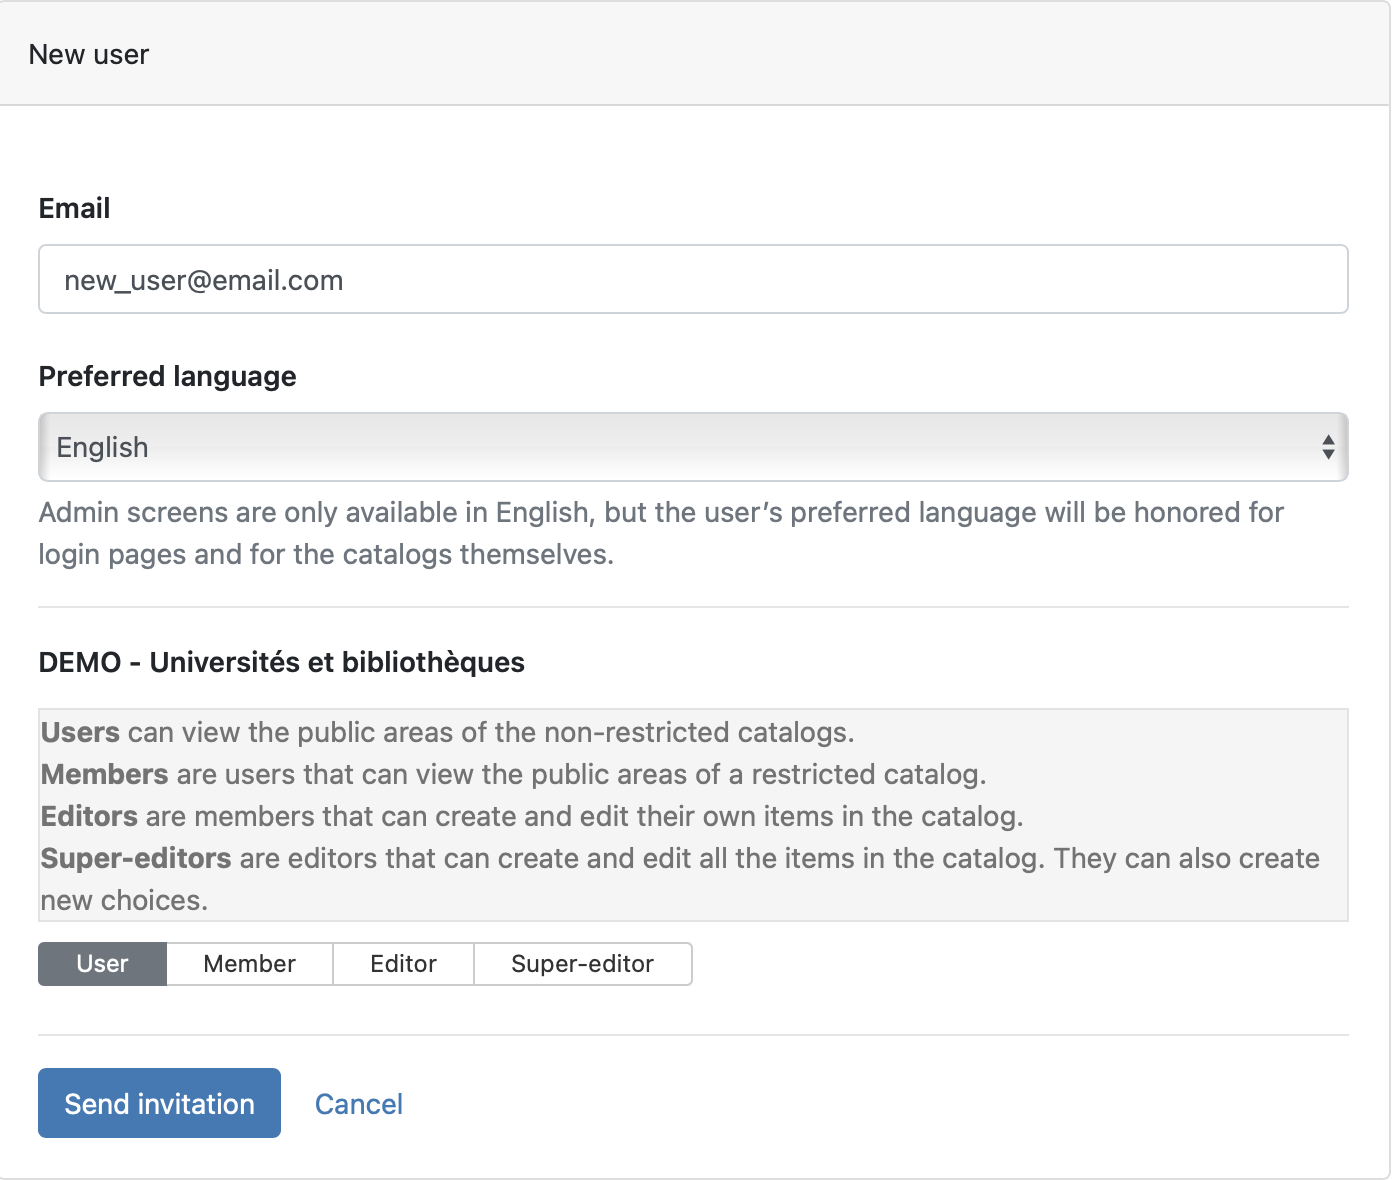 New user
Email
new_user@email.com
Preferred language
English
Admin screens are only available in English, but the user’s preferred language will be honored for
login pages and for the catalogs themselves.
DEMO - Universités et bibliothèques
Users can view the public areas of the non-restricted catalogs.
Members are users that can view the public areas of a restricted catalog.
Editors are members that can create and edit their own items in the catalog.
Super-editors are editors that can create and edit all the items in the catalog. They can also create
new choices.
User Member Editor Super-editor
Send invitation Cancel